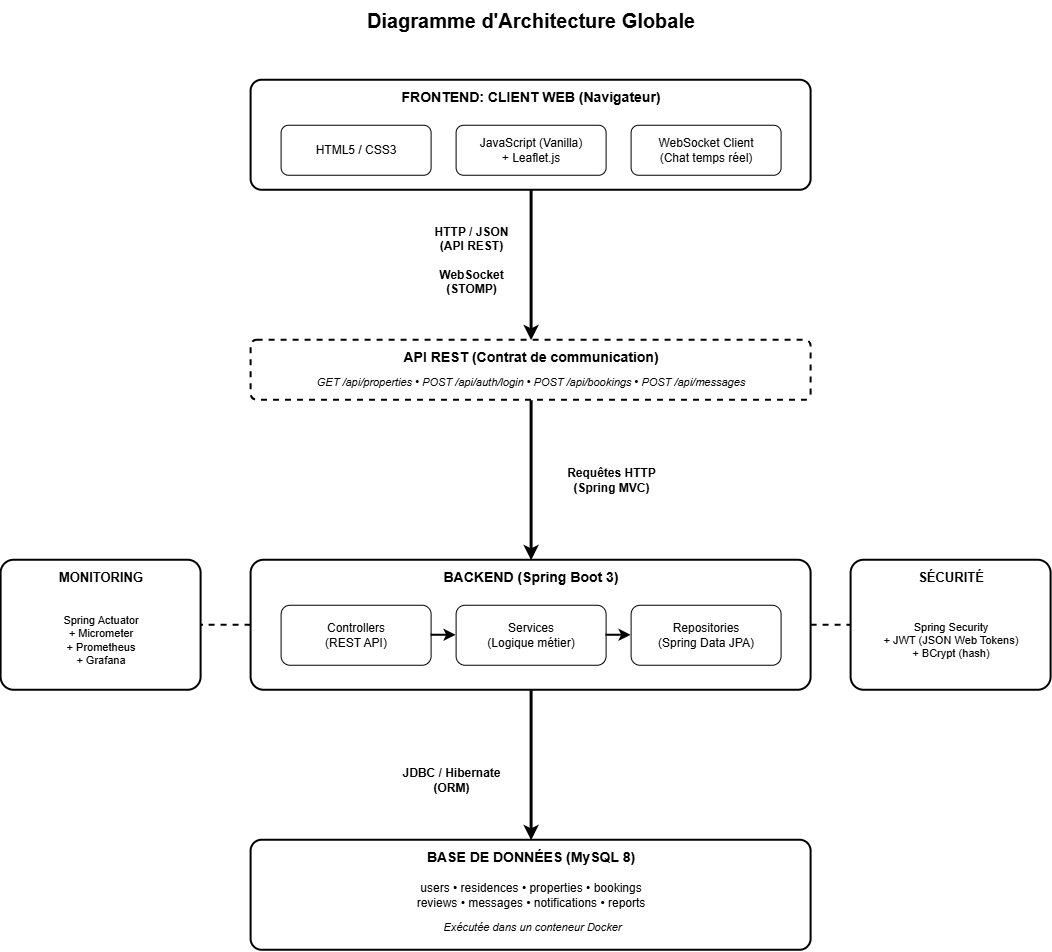 Diagramme d'Architecture Globale
FRONTEND: CLIENT WEB (Navigateur)
HTML5 / CSS3
JavaScript (Vanilla)
+ Leaflet.js
WebSocket Client
(Chat temps réel)
HTTP / JSON
(API REST)
WebSocket
(STOMP)
API REST (Contrat de communication)
GET /api/properties • POST /api/auth/login • POST /api/bookings • POST /api/messages
Requêtes HTTP
(Spring MVC)
MONITORING
Spring Actuator
+ Micrometer
+ Prometheus
+ Grafana
BACKEND (Spring Boot 3)
Controllers
(REST API)
Services
(Logique métier)
Repositories
(Spring Data JPA)
SÉCURITÉ
Spring Security
+ JWT (JSON Web Tokens)
+ BCrypt (hash)
JDBC / Hibernate
(ORM)
BASE DE DONNÉES (MySQL 8)
users • residences • properties • bookings
reviews • messages • notifications • reports
Exécutée dans un conteneur Docker